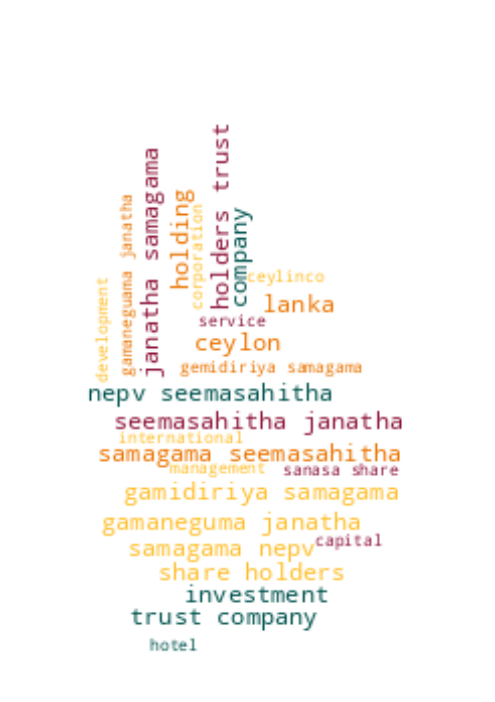 holders trust
janatha samagama
holding
gamaneguama janatha
corporation
company
development
ceylinco
lanka
service
ceylon
gemidiriya samagama
nepv seemasahitha
seemasahitha janatha
international
samagama seemasahitha
management
sanasa share
gamidiriya samagama
gamaneguma janatha
capital
samagama nepv
share holders
investment
trust company
hotel